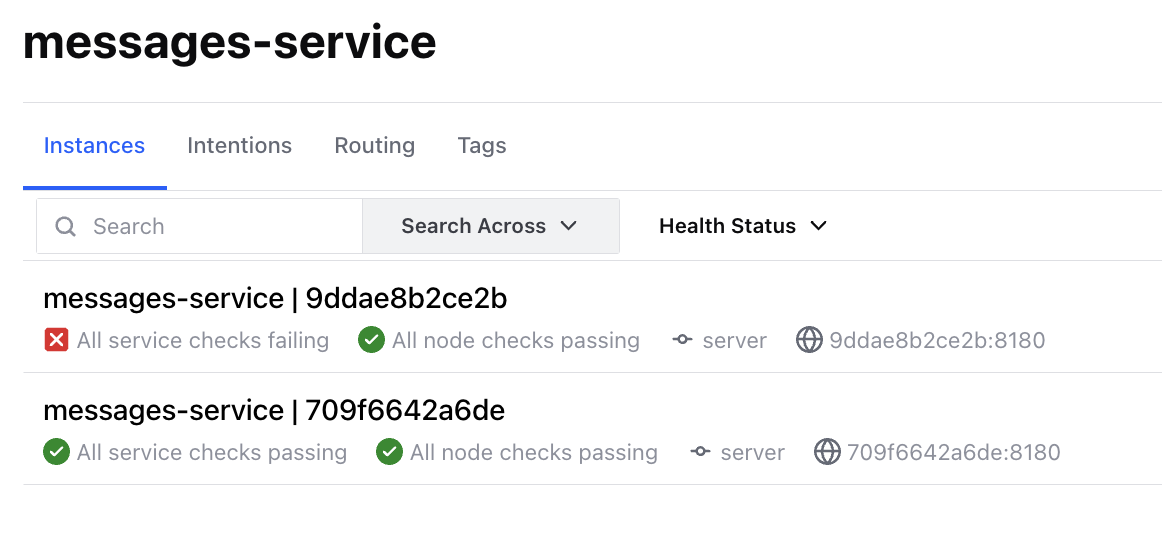 messages-service
Instances Intentions Routing Tags
Search Search Across Health Status
messages-service | 9ddae8b2ce2b
All service checks failing All node checks passing server 9ddae8b2ce2b:8180
messages-service | 709f6642a6de
All service checks passing All node checks passing server 709f6642a6de:8180